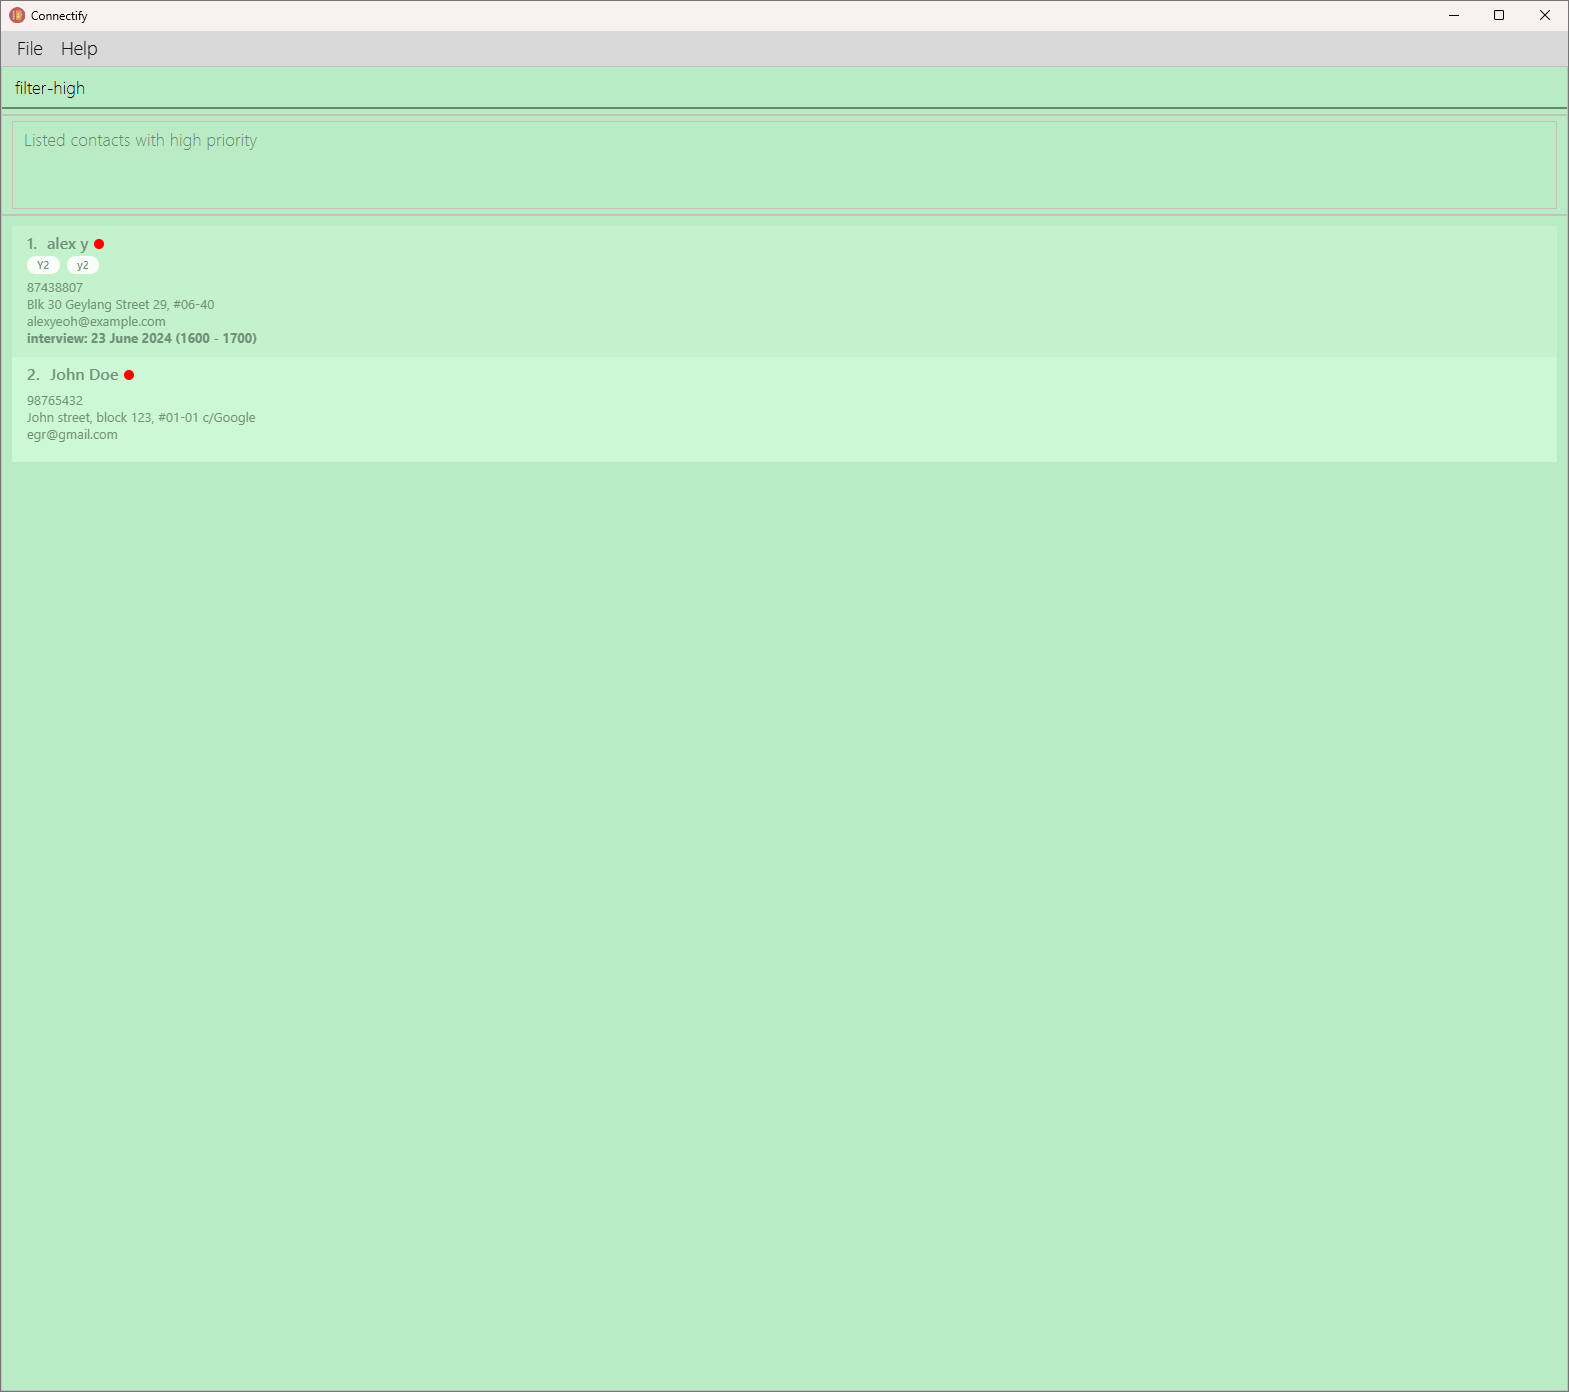 Connectify
File Help
filter-high
Listed contacts with high priority
1. alex y
Y2 y2
87438807
Blk 30 Geylang Street 29, #06-40
alexyeoh@example.com
interview: 23 June 2024 (1600 - 1700)
2. John Doe
98765432
John street, block 123, #01-01 c/Google
egr@gmail.com